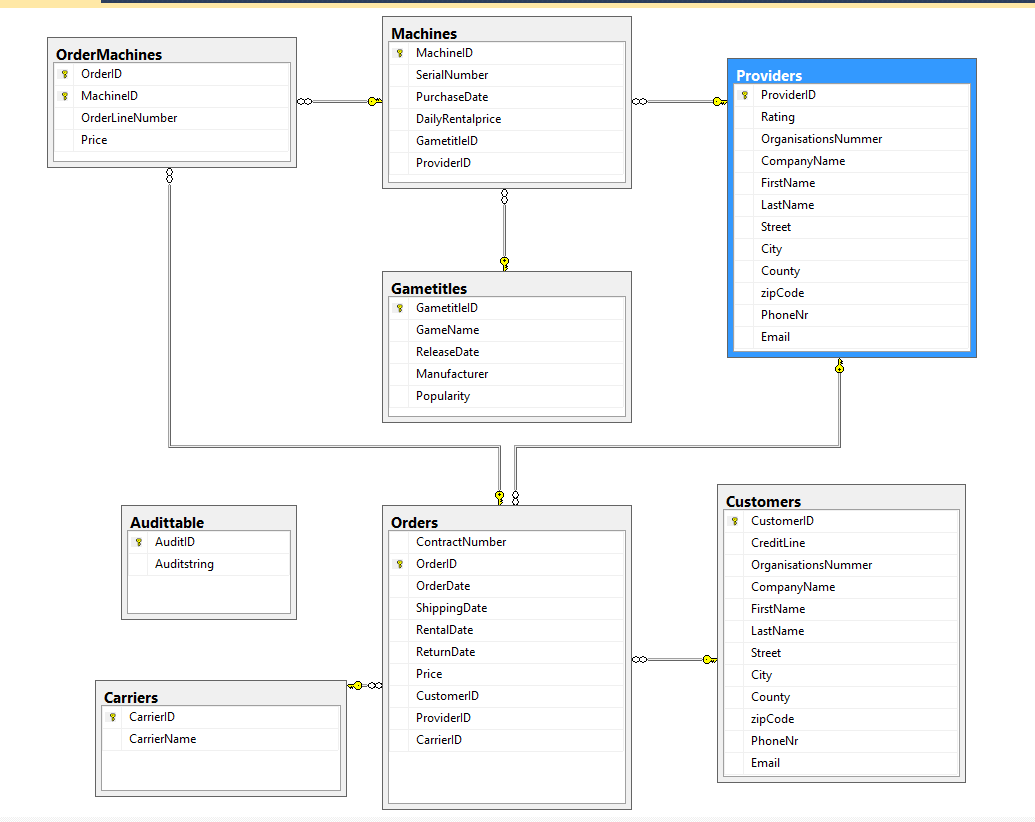 OrderMachines
OrderID
MachineID
OrderLineNumber
Price
Machines
MachineID
SerialNumber
PurchaseDate
DailyRentalprice
GametitleID
ProviderID
Providers
ProviderID
Rating
OrganisationsNummer
CompanyName
FirstName
LastName
Street
City
County
zipCode
PhoneNr
Email
Gametitles
GametitleID
GameName
ReleaseDate
Manufacturer
Popularity
Audittable
AuditID
Auditstring
Orders
ContractNumber
OrderID
OrderDate
ShippingDate
RentalDate
ReturnDate
Price
CustomerID
ProviderID
CarrierID
Customers
CustomerID
CreditLine
OrganisationsNummer
CompanyName
FirstName
LastName
Street
City
County
zipCode
PhoneNr
Email
Carriers
CarrierID
CarrierName